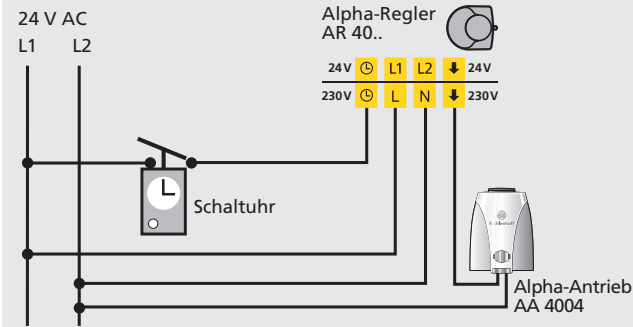 24 V AC
L1 L2
Alpha-Regler
AR 40..
24V L1 L2 24V
230V L N 230V
Schaltuhr
Alpha-Antrieb
AA 4004